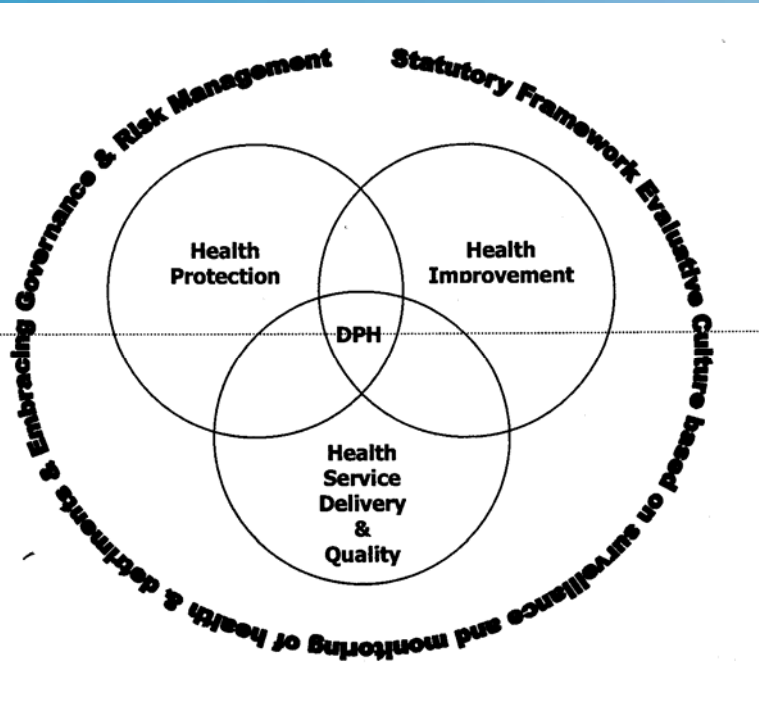 Statutory Framework Evaluative Culture based on surveillance and monitoring of health & detriments & Embracing Governance & Risk Management
Health
Protection
Health
Improvement
DPH
Health
Service
Delivery
&
Quality